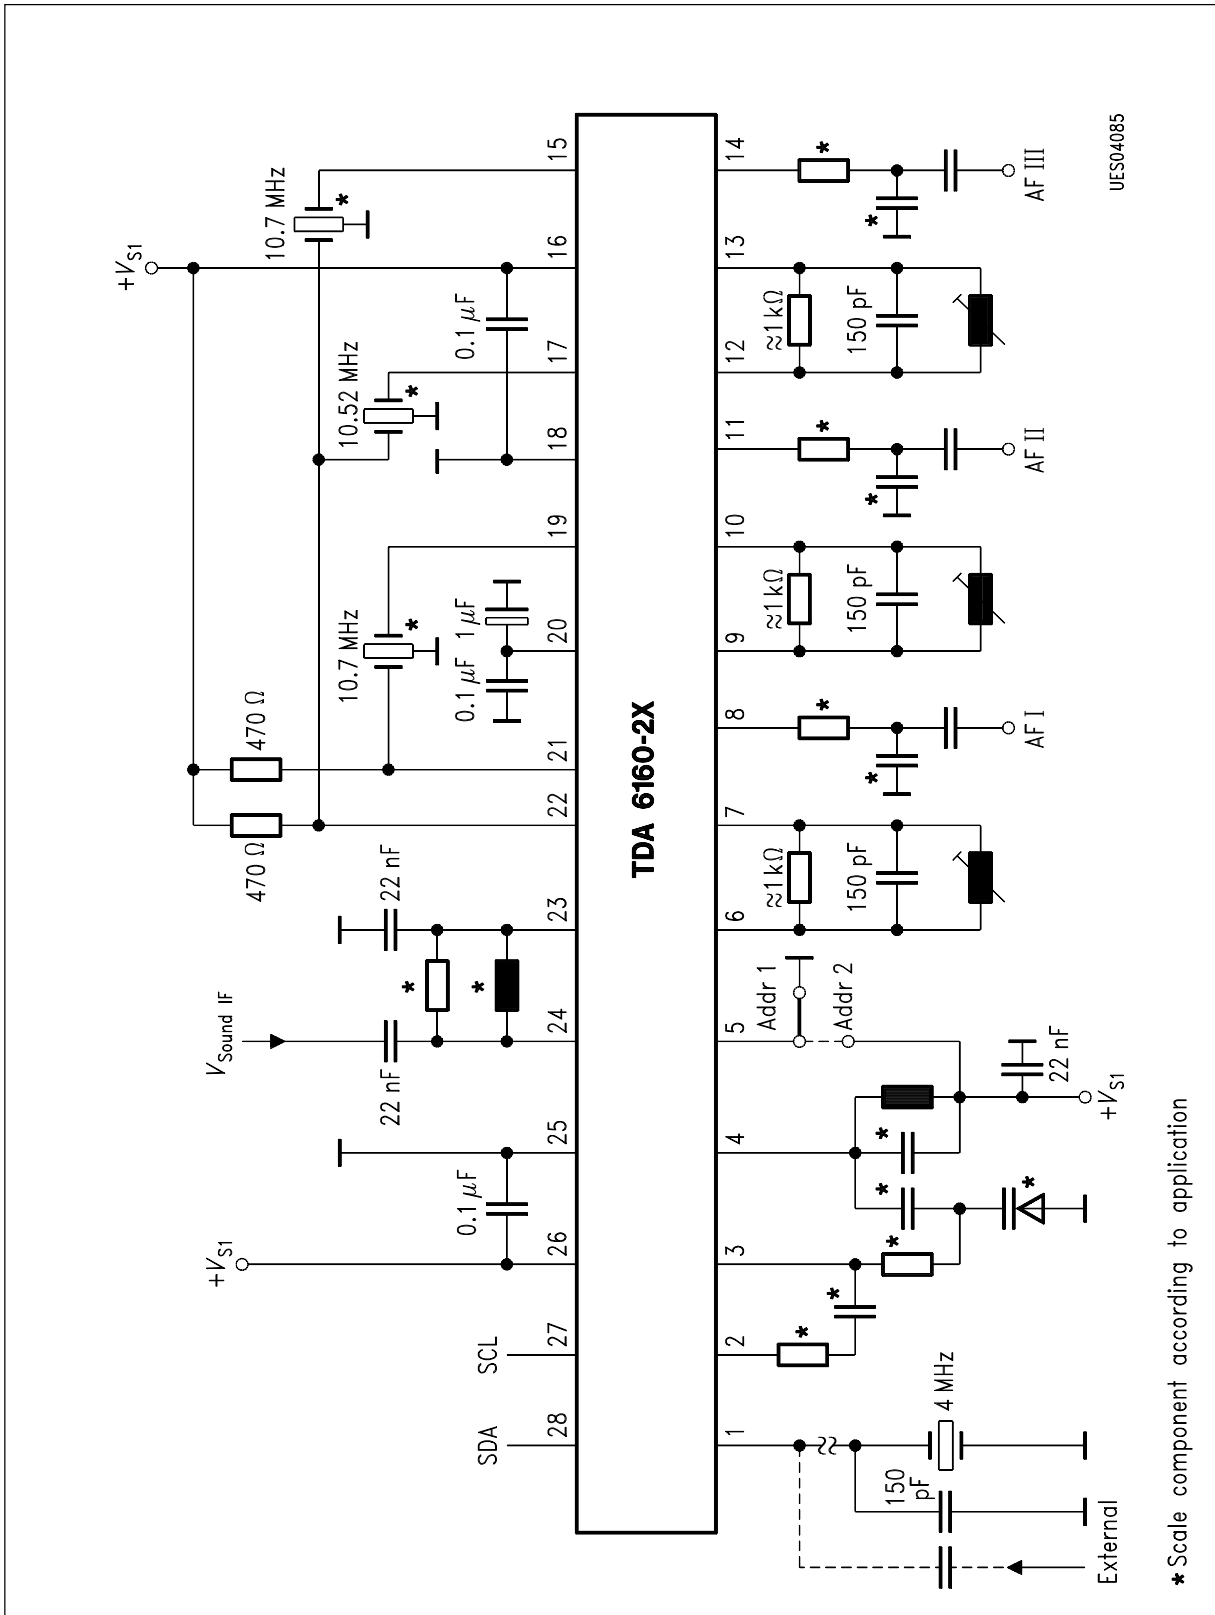 +VS1
10.7 MHz
10.52 MHz
0.1 μF
10.7 MHz
0.1 μF
1 μF
470 Ω
470 Ω
22 nF
VSound IF
22 nF
0.1 μF
+VS1
SCL
SDA
15
16
17
18
19
20
21
22
23
24
25
26
27
28
TDA 6160-2X
14
13
12
11
10
9
8
7
6
5
4
3
2
1
*
*
*
*
*
*
≈1 kΩ
150 pF
AF III
*
*
≈1 kΩ
150 pF
AF II
*
*
≈1 kΩ
150 pF
AF I
Addr 1
Addr 2
22 nF
+VS1
*
*
*
*
*
*
4 MHz
150
pF
External
* Scale component according to application
UES04085